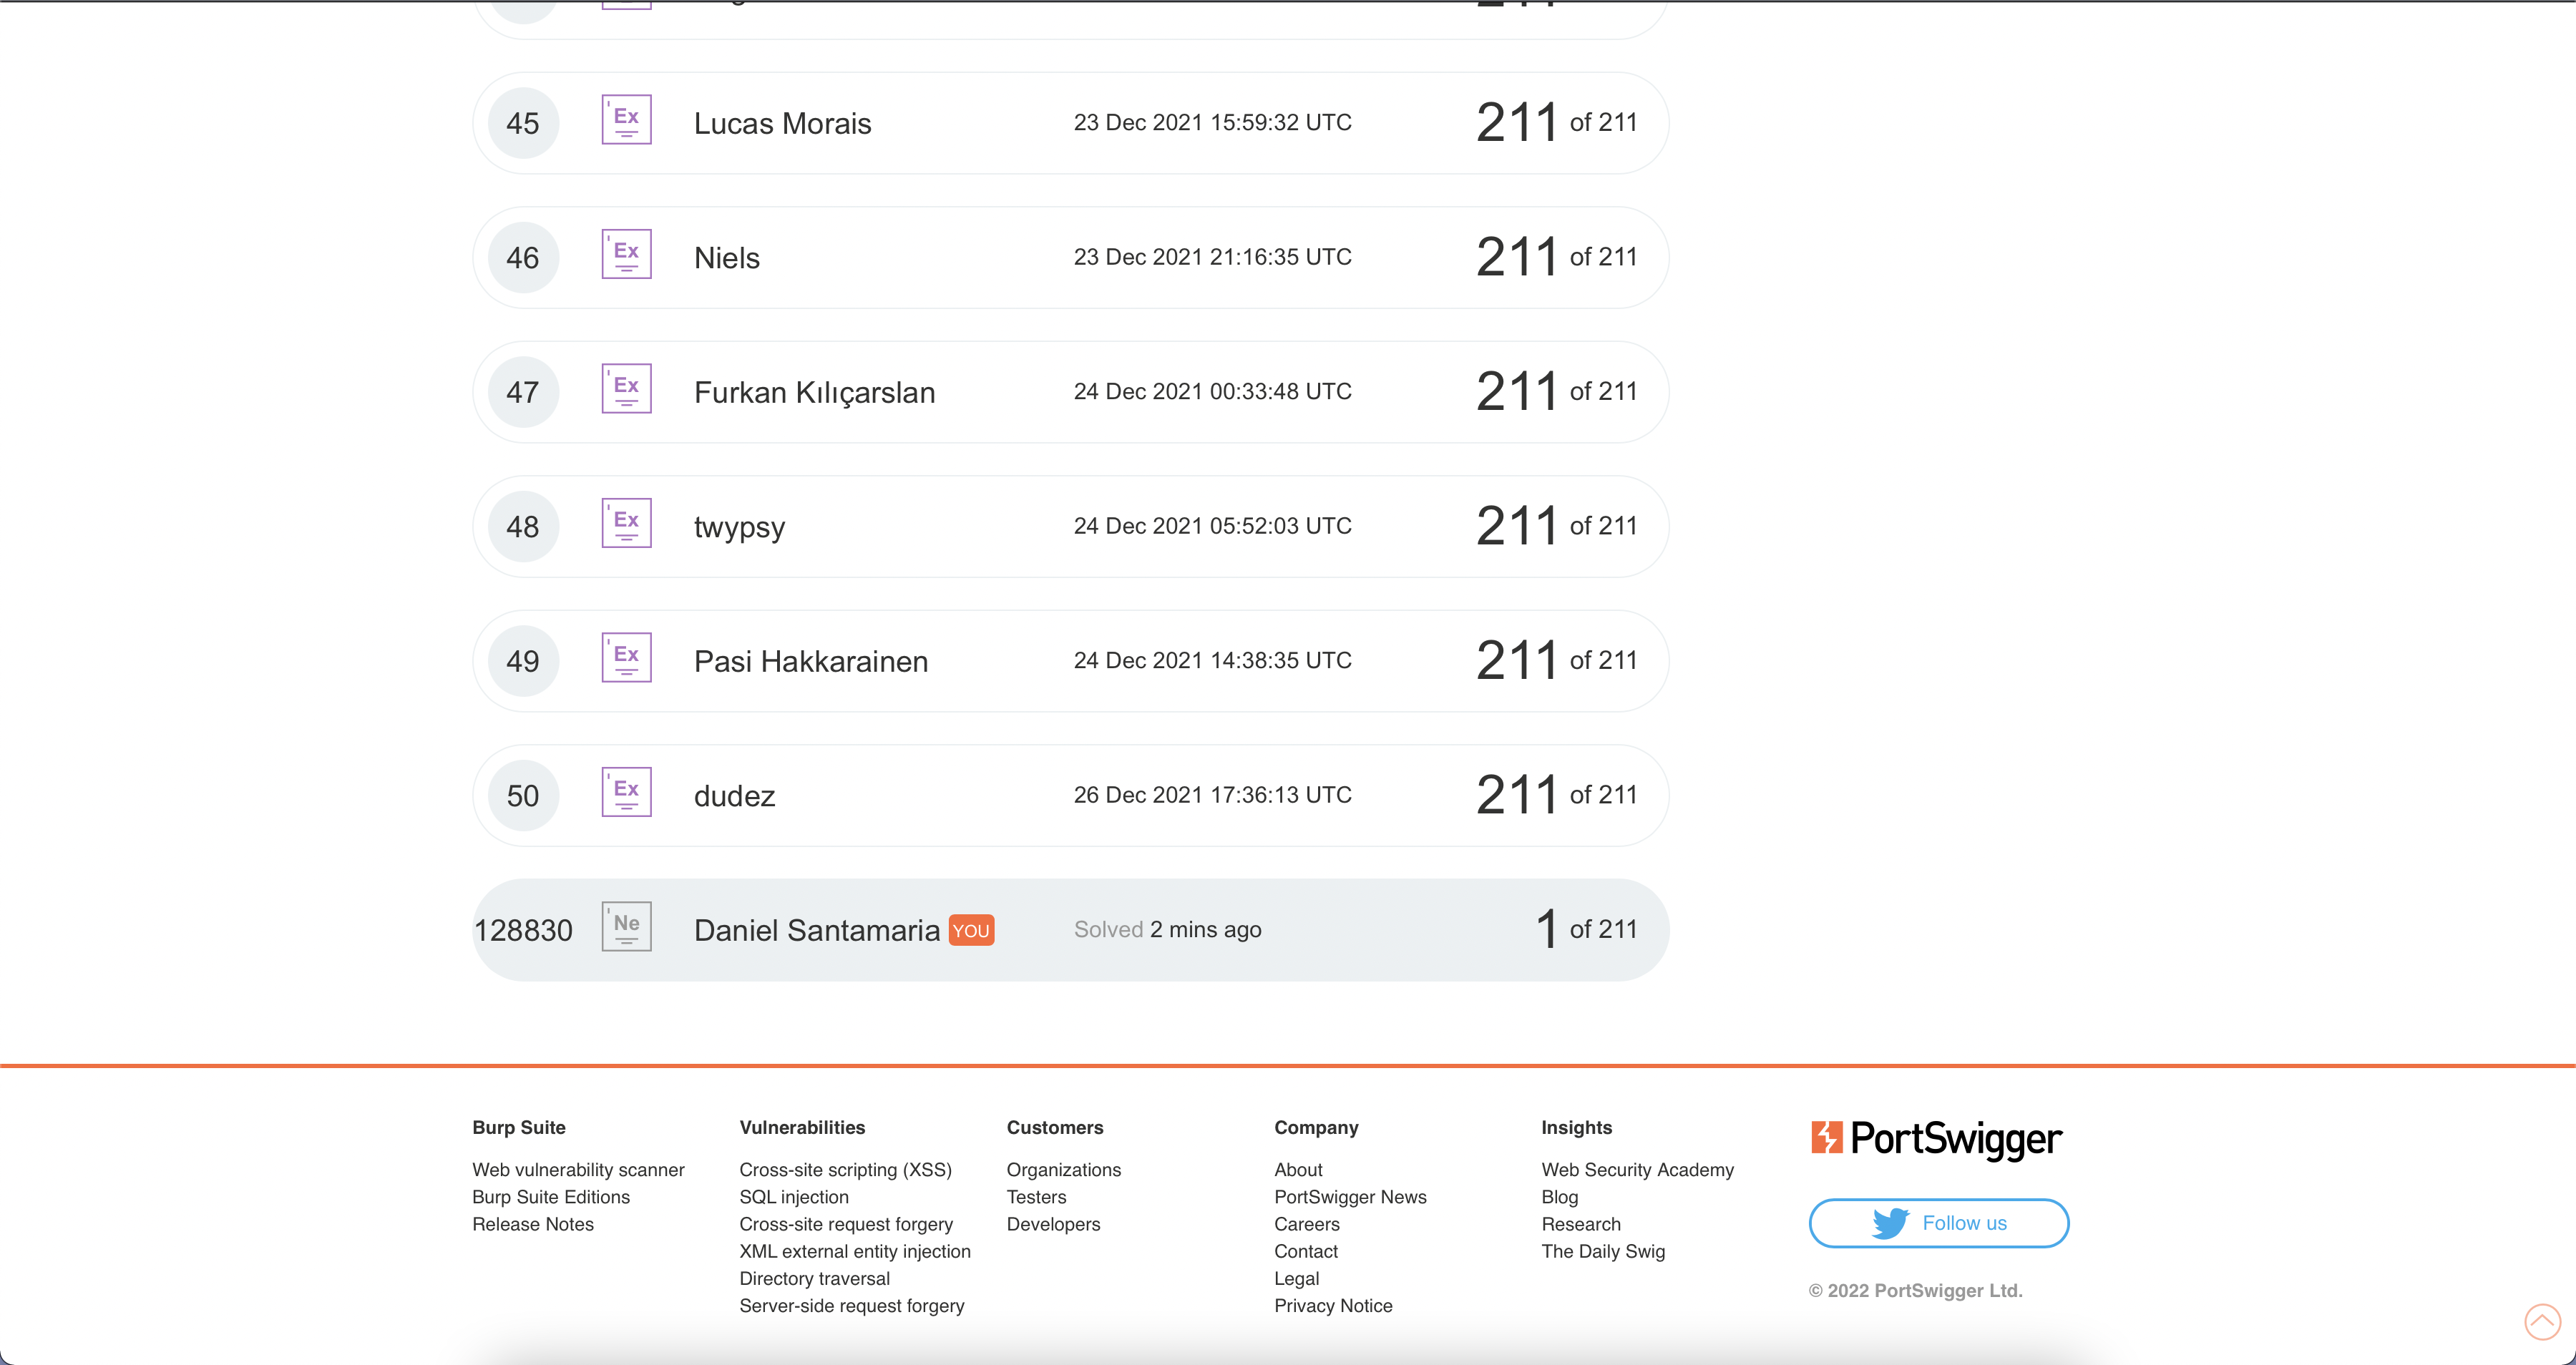 45 Ex Lucas Morais 23 Dec 2021 15:59:32 UTC 211 of 211
46 Ex Niels 23 Dec 2021 21:16:35 UTC 211 of 211
47 Ex Furkan Kılıçarslan 24 Dec 2021 00:33:48 UTC 211 of 211
48 Ex twypsy 24 Dec 2021 05:52:03 UTC 211 of 211
49 Ex Pasi Hakkarainen 24 Dec 2021 14:38:35 UTC 211 of 211
50 Ex dudez 26 Dec 2021 17:36:13 UTC 211 of 211
128830 Ne Daniel Santamaria YOU Solved 2 mins ago 1 of 211
Burp Suite
Web vulnerability scanner
Burp Suite Editions
Release Notes
Vulnerabilities
Cross-site scripting (XSS)
SQL injection
Cross-site request forgery
XML external entity injection
Directory traversal
Server-side request forgery
Customers
Organizations
Testers
Developers
Company
About
PortSwigger News
Careers
Contact
Legal
Privacy Notice
Insights
Web Security Academy
Blog
Research
The Daily Swig
PortSwigger
Follow us
© 2022 PortSwigger Ltd.